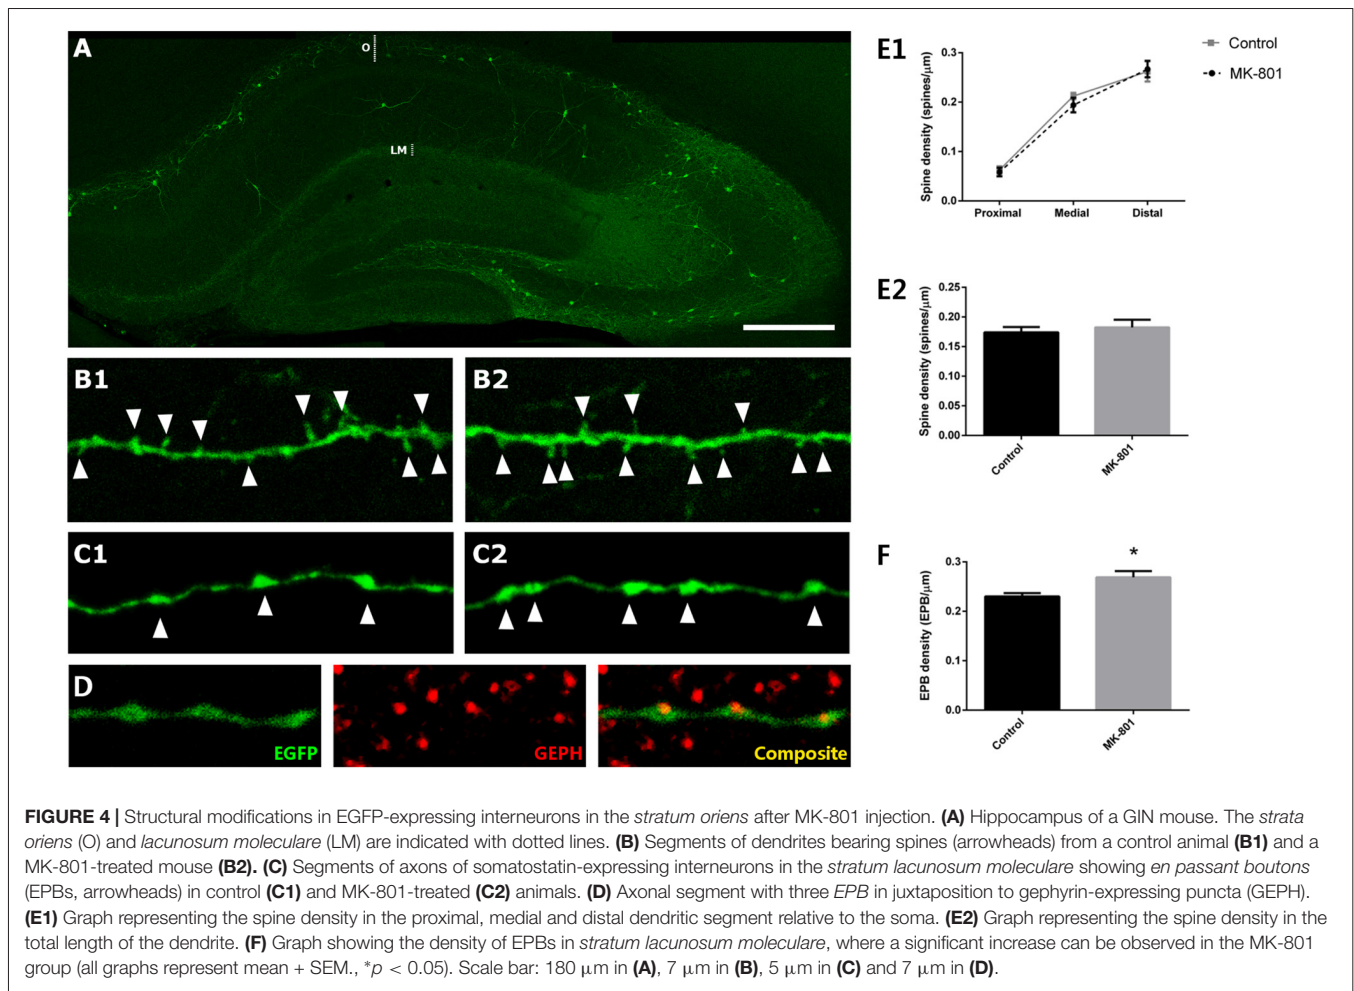 A
O
LM
B1
B2
C1
C2
D
EGFP
GEPH
Composite
E1
Control
MK-801
Spine density (spines/μm)
0.3
0.2
0.1
0.0
Proximal Medial Distal
E2
Spine density (spines/μm)
0.25
0.20
0.15
0.10
0.05
0.00
Control
MK-801
F
*
EPB density (EPB/μm)
0.3
0.2
0.1
0.0
Control
MK-801
FIGURE 4 | Structural modifications in EGFP-expressing interneurons in the stratum oriens after MK-801 injection. (A) Hippocampus of a GIN mouse. The strata
oriens (O) and lacunosum moleculare (LM) are indicated with dotted lines. (B) Segments of dendrites bearing spines (arrowheads) from a control animal (B1) and a
MK-801-treated mouse (B2). (C) Segments of axons of somatostatin-expressing interneurons in the stratum lacunosum moleculare showing en passant boutons
(EPBs, arrowheads) in control (C1) and MK-801-treated (C2) animals. (D) Axonal segment with three EPB in juxtaposition to gephyrin-expressing puncta (GEPH).
(E1) Graph representing the spine density in the proximal, medial and distal dendritic segment relative to the soma. (E2) Graph representing the spine density in the
total length of the dendrite. (F) Graph showing the density of EPBs in stratum lacunosum moleculare, where a significant increase can be observed in the MK-801
group (all graphs represent mean + SEM., *p < 0.05). Scale bar: 180 μm in (A), 7 μm in (B), 5 μm in (C) and 7 μm in (D).